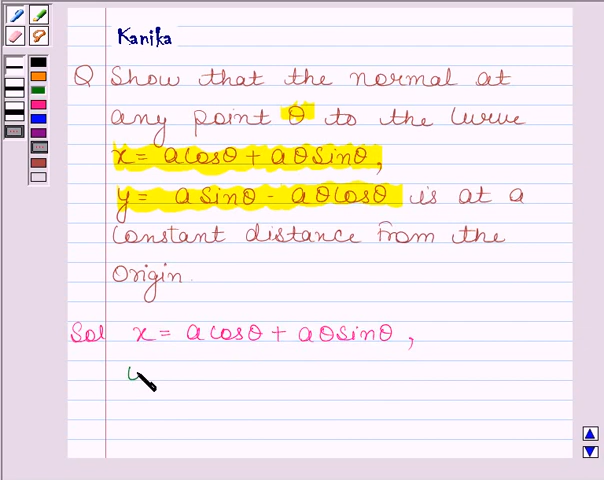 Kanika
Q Show that the normal at
any point θ to the curve
x = a cosθ + aθ sinθ,
y = a sinθ - aθ cosθ is at a
constant distance from the
origin.
Sol x = a cosθ + aθ sinθ,